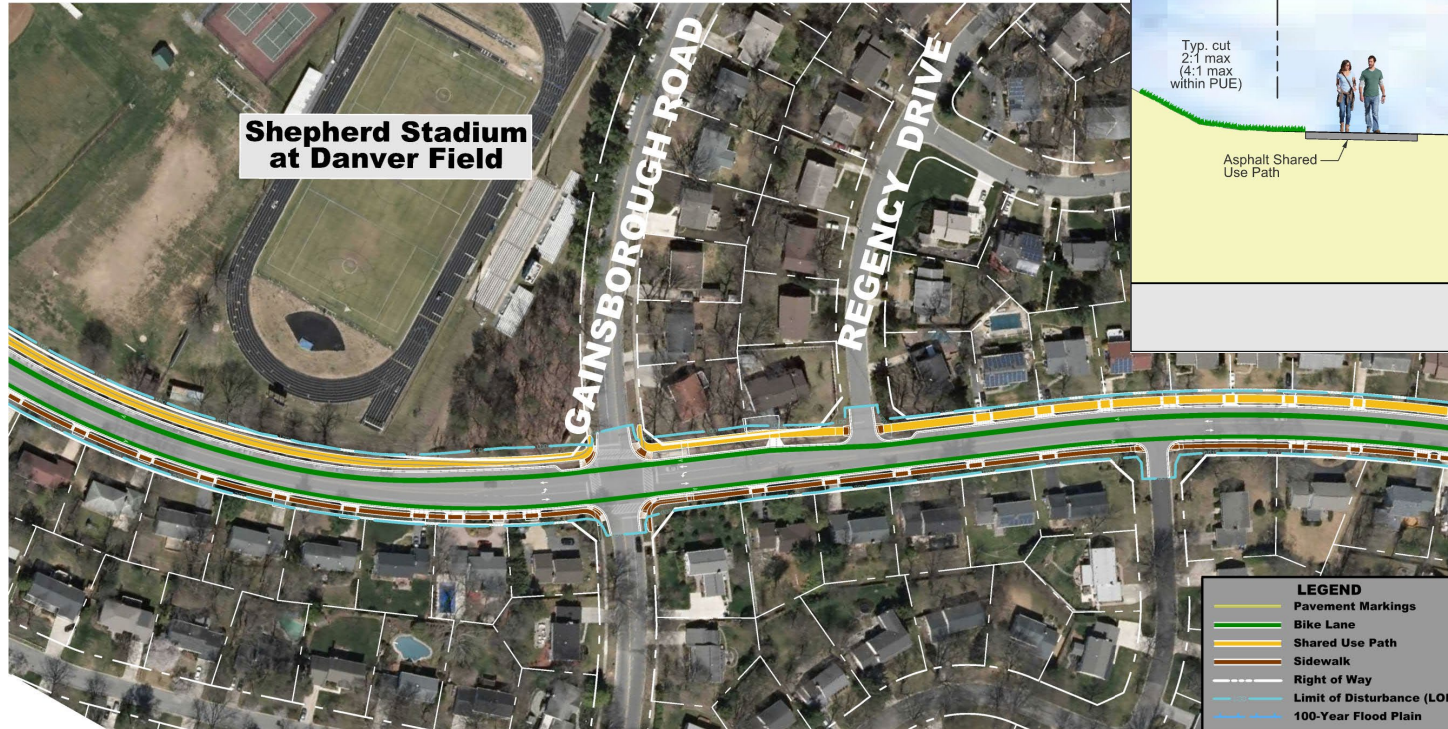 Shepherd Stadium
at Danver Field
GAINSBOROUGH ROAD
REGENCY DRIVE
Typ. cut
2:1 max
(4:1 max
within PUE)
Asphalt Shared
Use Path
LEGEND
Pavement Markings
Bike Lane
Shared Use Path
Sidewalk
Right of Way
Limit of Disturbance (LO
100-Year Flood Plain